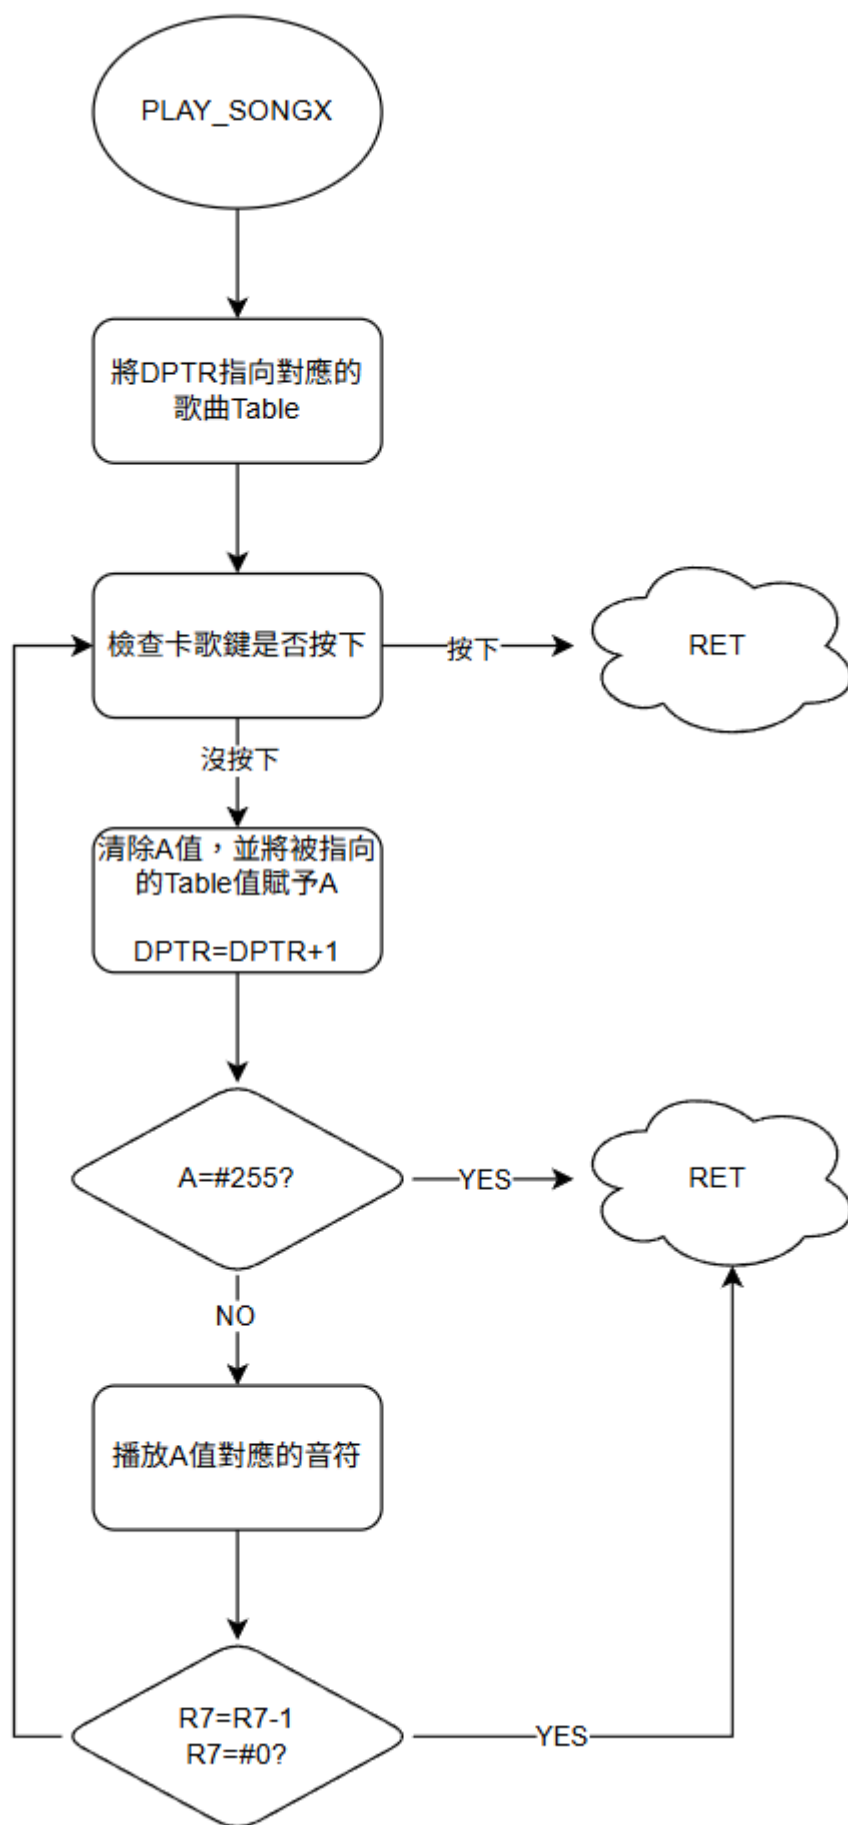 PLAY_SONGX
將DPTR指向對應的
歌曲Table
檢查卡歌鍵是否按下
按下
RET
沒按下
清除A值，並將被指向
的Table值賦予A
DPTR=DPTR+1
A=#255?
YES
RET
NO
播放A值對應的音符
R7=R7-1
R7=#0?
YES